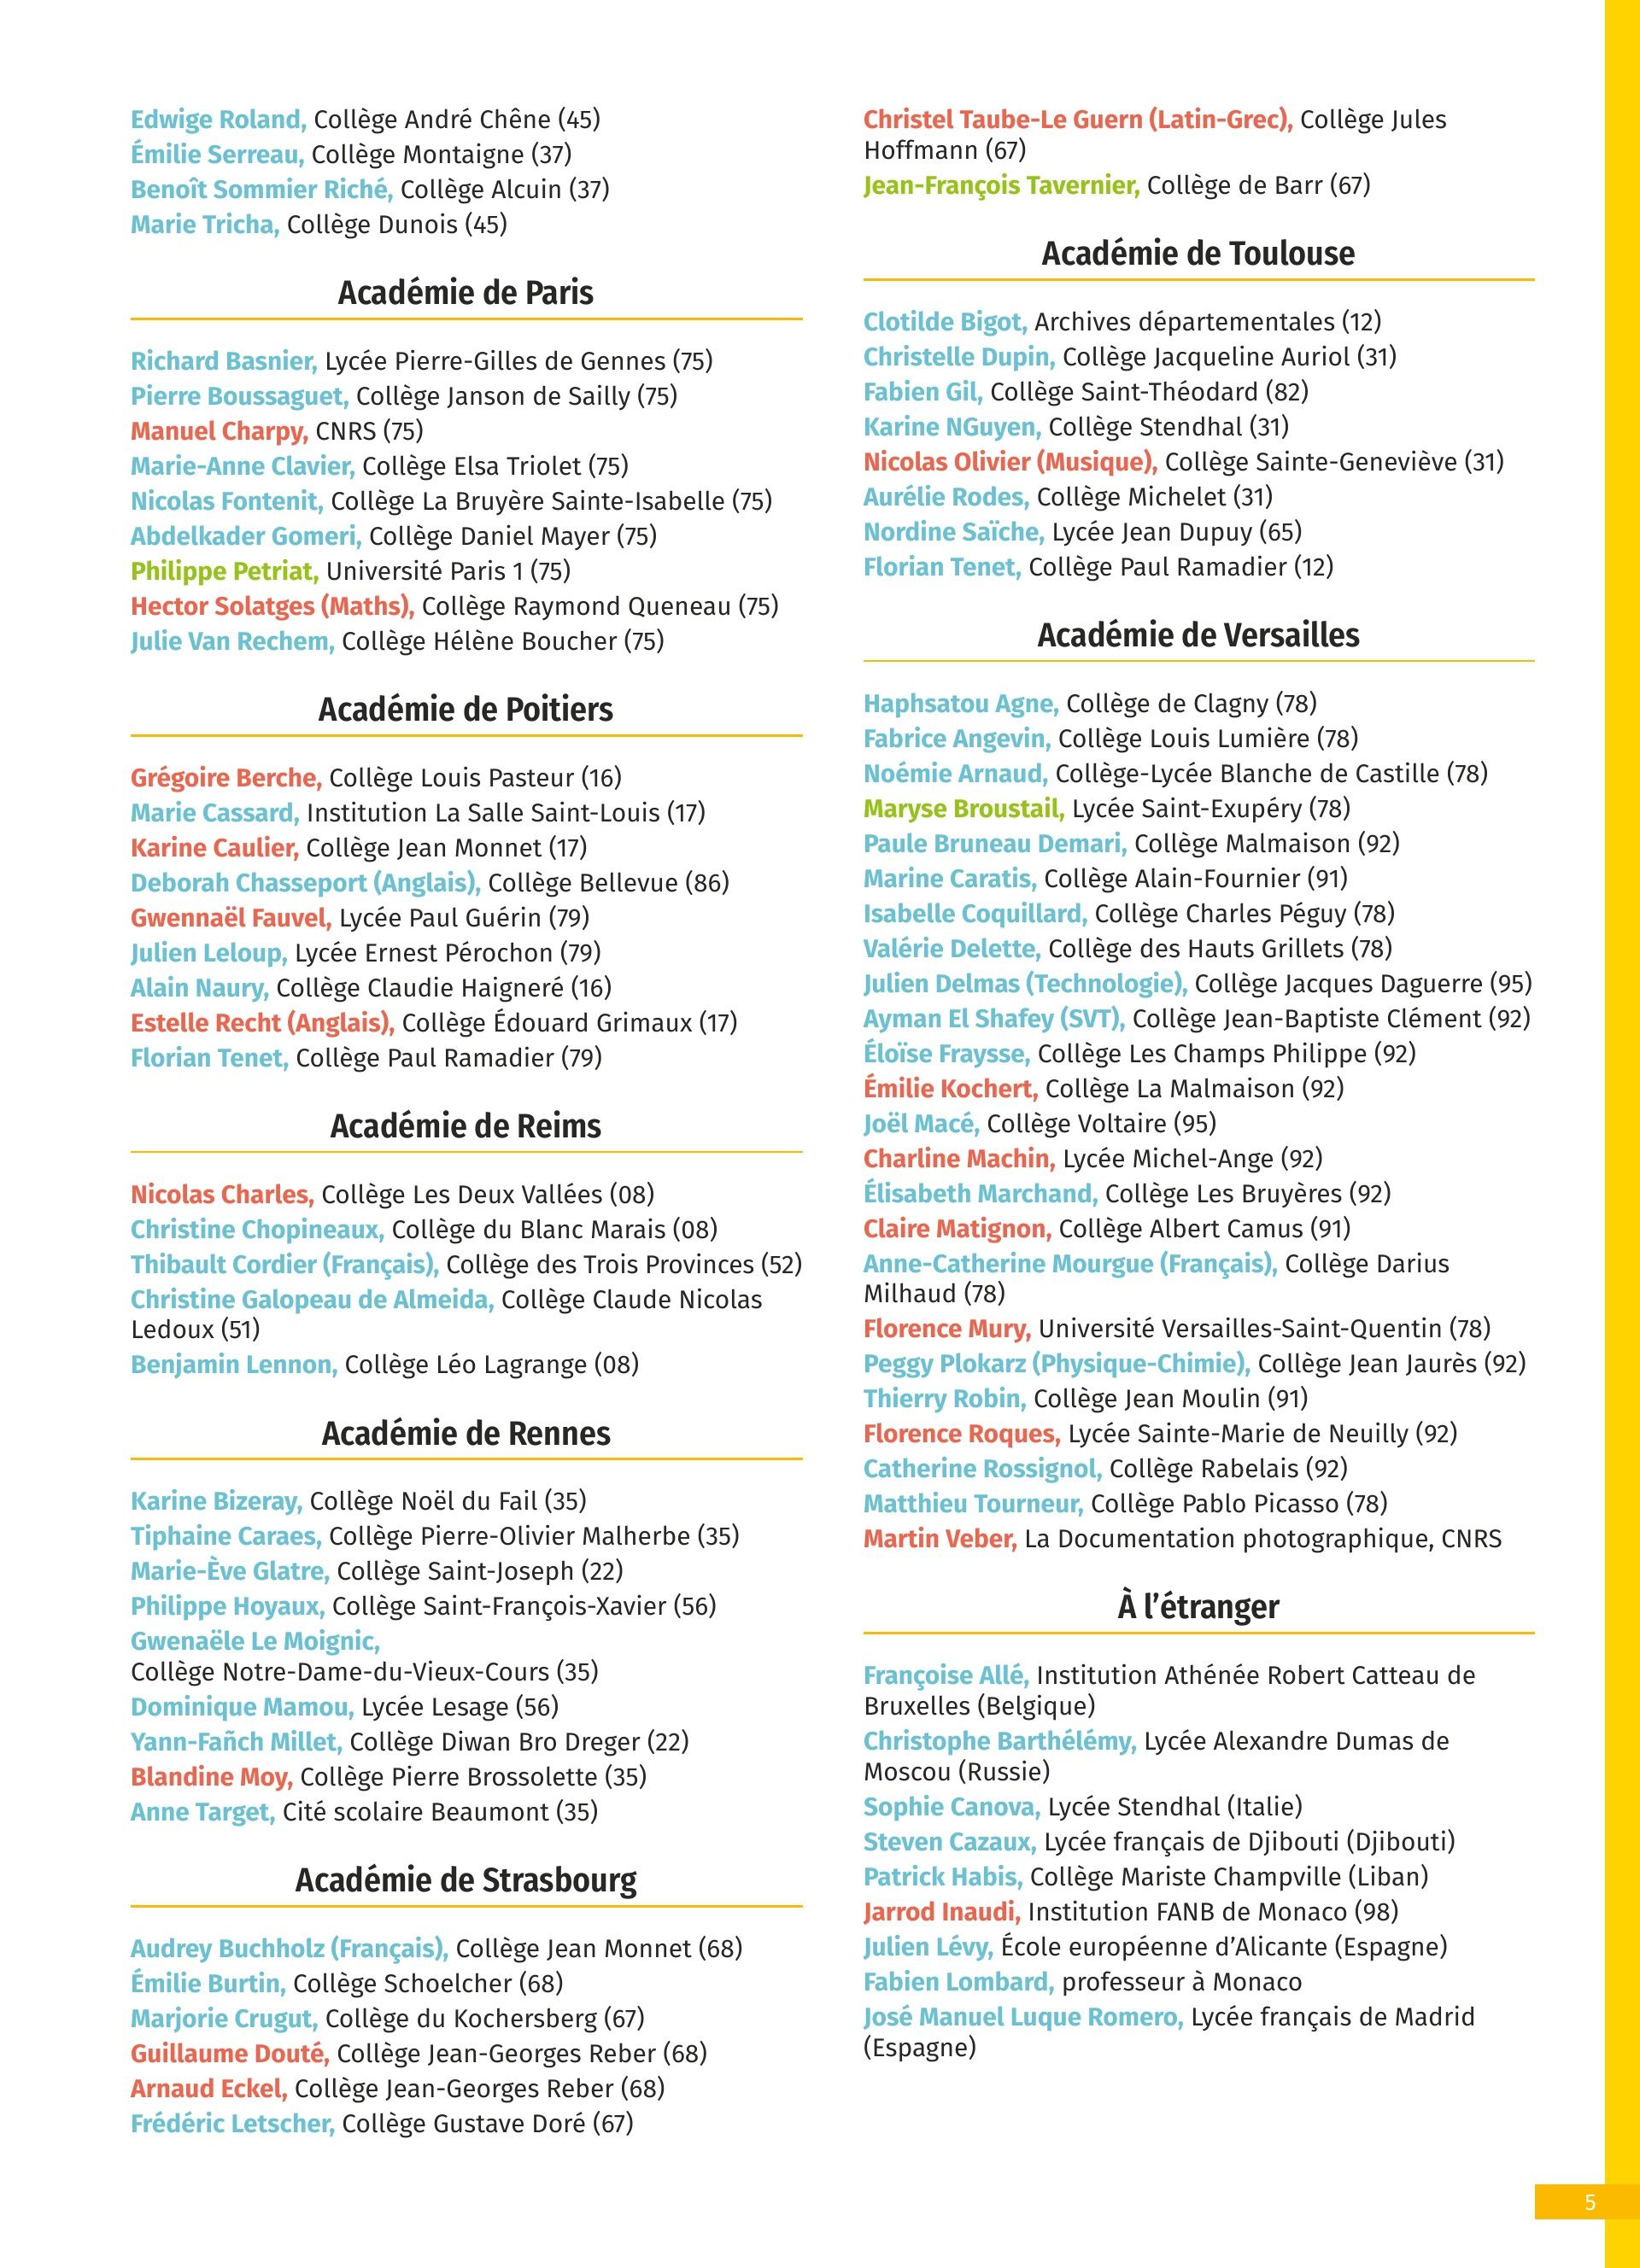 Edwige Roland, Collège André Chêne (45)
Émilie Serreau, Collège Montaigne (37)
Benoît Sommier Riché, Collège Alcuin (37)
Marie Tricha, Collège Dunois (45)
Académie de Paris
Richard Basnier, Lycée Pierre-Gilles de Gennes (75)
Pierre Boussaguet, Collège Janson de Sailly (75)
Manuel Charpy, CNRS (75)
Marie-Anne Clavier, Collège Elsa Triolet (75)
Nicolas Fontenit, Collège La Bruyère Sainte-Isabelle (75)
Abdelkader Gomeri, Collège Daniel Mayer (75)
Philippe Petriat, Université Paris 1 (75)
Hector Solatges (Maths), Collège Raymond Queneau (75)
Julie Van Rechem, Collège Hélène Boucher (75)
Académie de Poitiers
Grégoire Berche, Collège Louis Pasteur (16)
Marie Cassard, Institution La Salle Saint-Louis (17)
Karine Caulier, Collège Jean Monnet (17)
Deborah Chasseport (Anglais), Collège Bellevue (86)
Gwennaël Fauvel, Lycée Paul Guérin (79)
Julien Leloup, Lycée Ernest Pérochon (79)
Alain Naury, Collège Claudie Haigneré (16)
Estelle Recht (Anglais), Collège Édouard Grimaux (17)
Florian Tenet, Collège Paul Ramadier (79)
Académie de Reims
Nicolas Charles, Collège Les Deux Vallées (08)
Christine Chopineaux, Collège du Blanc Marais (08)
Thibault Cordier (Français), Collège des Trois Provinces (52)
Christine Galopeau de Almeida, Collège Claude Nicolas
Ledoux (51)
Benjamin Lennon, Collège Léo Lagrange (08)
Académie de Rennes
Karine Bizeray, Collège Noël du Fail (35)
Tiphaine Caraes, Collège Pierre-Olivier Malherbe (35)
Marie-Ève Glatre, Collège Saint-Joseph (22)
Philippe Hoyaux, Collège Saint-François-Xavier (56)
Gwenaële Le Moignic,
Collège Notre-Dame-du-Vieux-Cours (35)
Dominique Mamou, Lycée Lesage (56)
Yann-Fañch Millet, Collège Diwan Bro Dreger (22)
Blandine Moy, Collège Pierre Brossolette (35)
Anne Target, Cité scolaire Beaumont (35)
Académie de Strasbourg
Audrey Buchholz (Français), Collège Jean Monnet (68)
Émilie Burtin, Collège Schoelcher (68)
Marjorie Crugut, Collège du Kochersberg (67)
Guillaume Douté, Collège Jean-Georges Reber (68)
Arnaud Eckel, Collège Jean-Georges Reber (68)
Frédéric Letscher, Collège Gustave Doré (67)
Christel Taube-Le Guern (Latin-Grec), Collège Jules
Hoffmann (67)
Jean-François Tavernier, Collège de Barr (67)
Académie de Toulouse
Clotilde Bigot, Archives départementales (12)
Christelle Dupin, Collège Jacqueline Auriol (31)
Fabien Gil, Collège Saint-Théodard (82)
Karine NGuyen, Collège Stendhal (31)
Nicolas Olivier (Musique), Collège Sainte-Geneviève (31)
Aurélie Rodes, Collège Michelet (31)
Nordine Saïche, Lycée Jean Dupuy (65)
Florian Tenet, Collège Paul Ramadier (12)
Académie de Versailles
Haphsatou Agne, Collège de Clagny (78)
Fabrice Angevin, Collège Louis Lumière (78)
Noémie Arnaud, Collège-Lycée Blanche de Castille (78)
Maryse Broustail, Lycée Saint-Exupéry (78)
Paule Bruneau Demari, Collège Malmaison (92)
Marine Caratis, Collège Alain-Fournier (91)
Isabelle Coquillard, Collège Charles Péguy (78)
Valérie Delette, Collège des Hauts Grillets (78)
Julien Delmas (Technologie), Collège Jacques Daguerre (95)
Ayman El Shafey (SVT), Collège Jean-Baptiste Clément (92)
Éloïse Fraysse, Collège Les Champs Philippe (92)
Émilie Kochert, Collège La Malmaison (92)
Joël Macé, Collège Voltaire (95)
Charline Machin, Lycée Michel-Ange (92)
Élisabeth Marchand, Collège Les Bruyères (92)
Claire Matignon, Collège Albert Camus (91)
Anne-Catherine Mourgue (Français), Collège Darius
Milhaud (78)
Florence Mury, Université Versailles-Saint-Quentin (78)
Peggy Plokarz (Physique-Chimie), Collège Jean Jaurès (92)
Thierry Robin, Collège Jean Moulin (91)
Florence Roques, Lycée Sainte-Marie de Neuilly (92)
Catherine Rossignol, Collège Rabelais (92)
Matthieu Tourneur, Collège Pablo Picasso (78)
Martin Veber, La Documentation photographique, CNRS
À l’étranger
Françoise Allé, Institution Athénée Robert Catteau de
Bruxelles (Belgique)
Christophe Barthélémy, Lycée Alexandre Dumas de
Moscou (Russie)
Sophie Canova, Lycée Stendhal (Italie)
Steven Cazaux, Lycée français de Djibouti (Djibouti)
Patrick Habis, Collège Mariste Champville (Liban)
Jarrod Inaudi, Institution FANB de Monaco (98)
Julien Lévy, École européenne d’Alicante (Espagne)
Fabien Lombard, professeur à Monaco
José Manuel Luque Romero, Lycée français de Madrid
(Espagne)
5